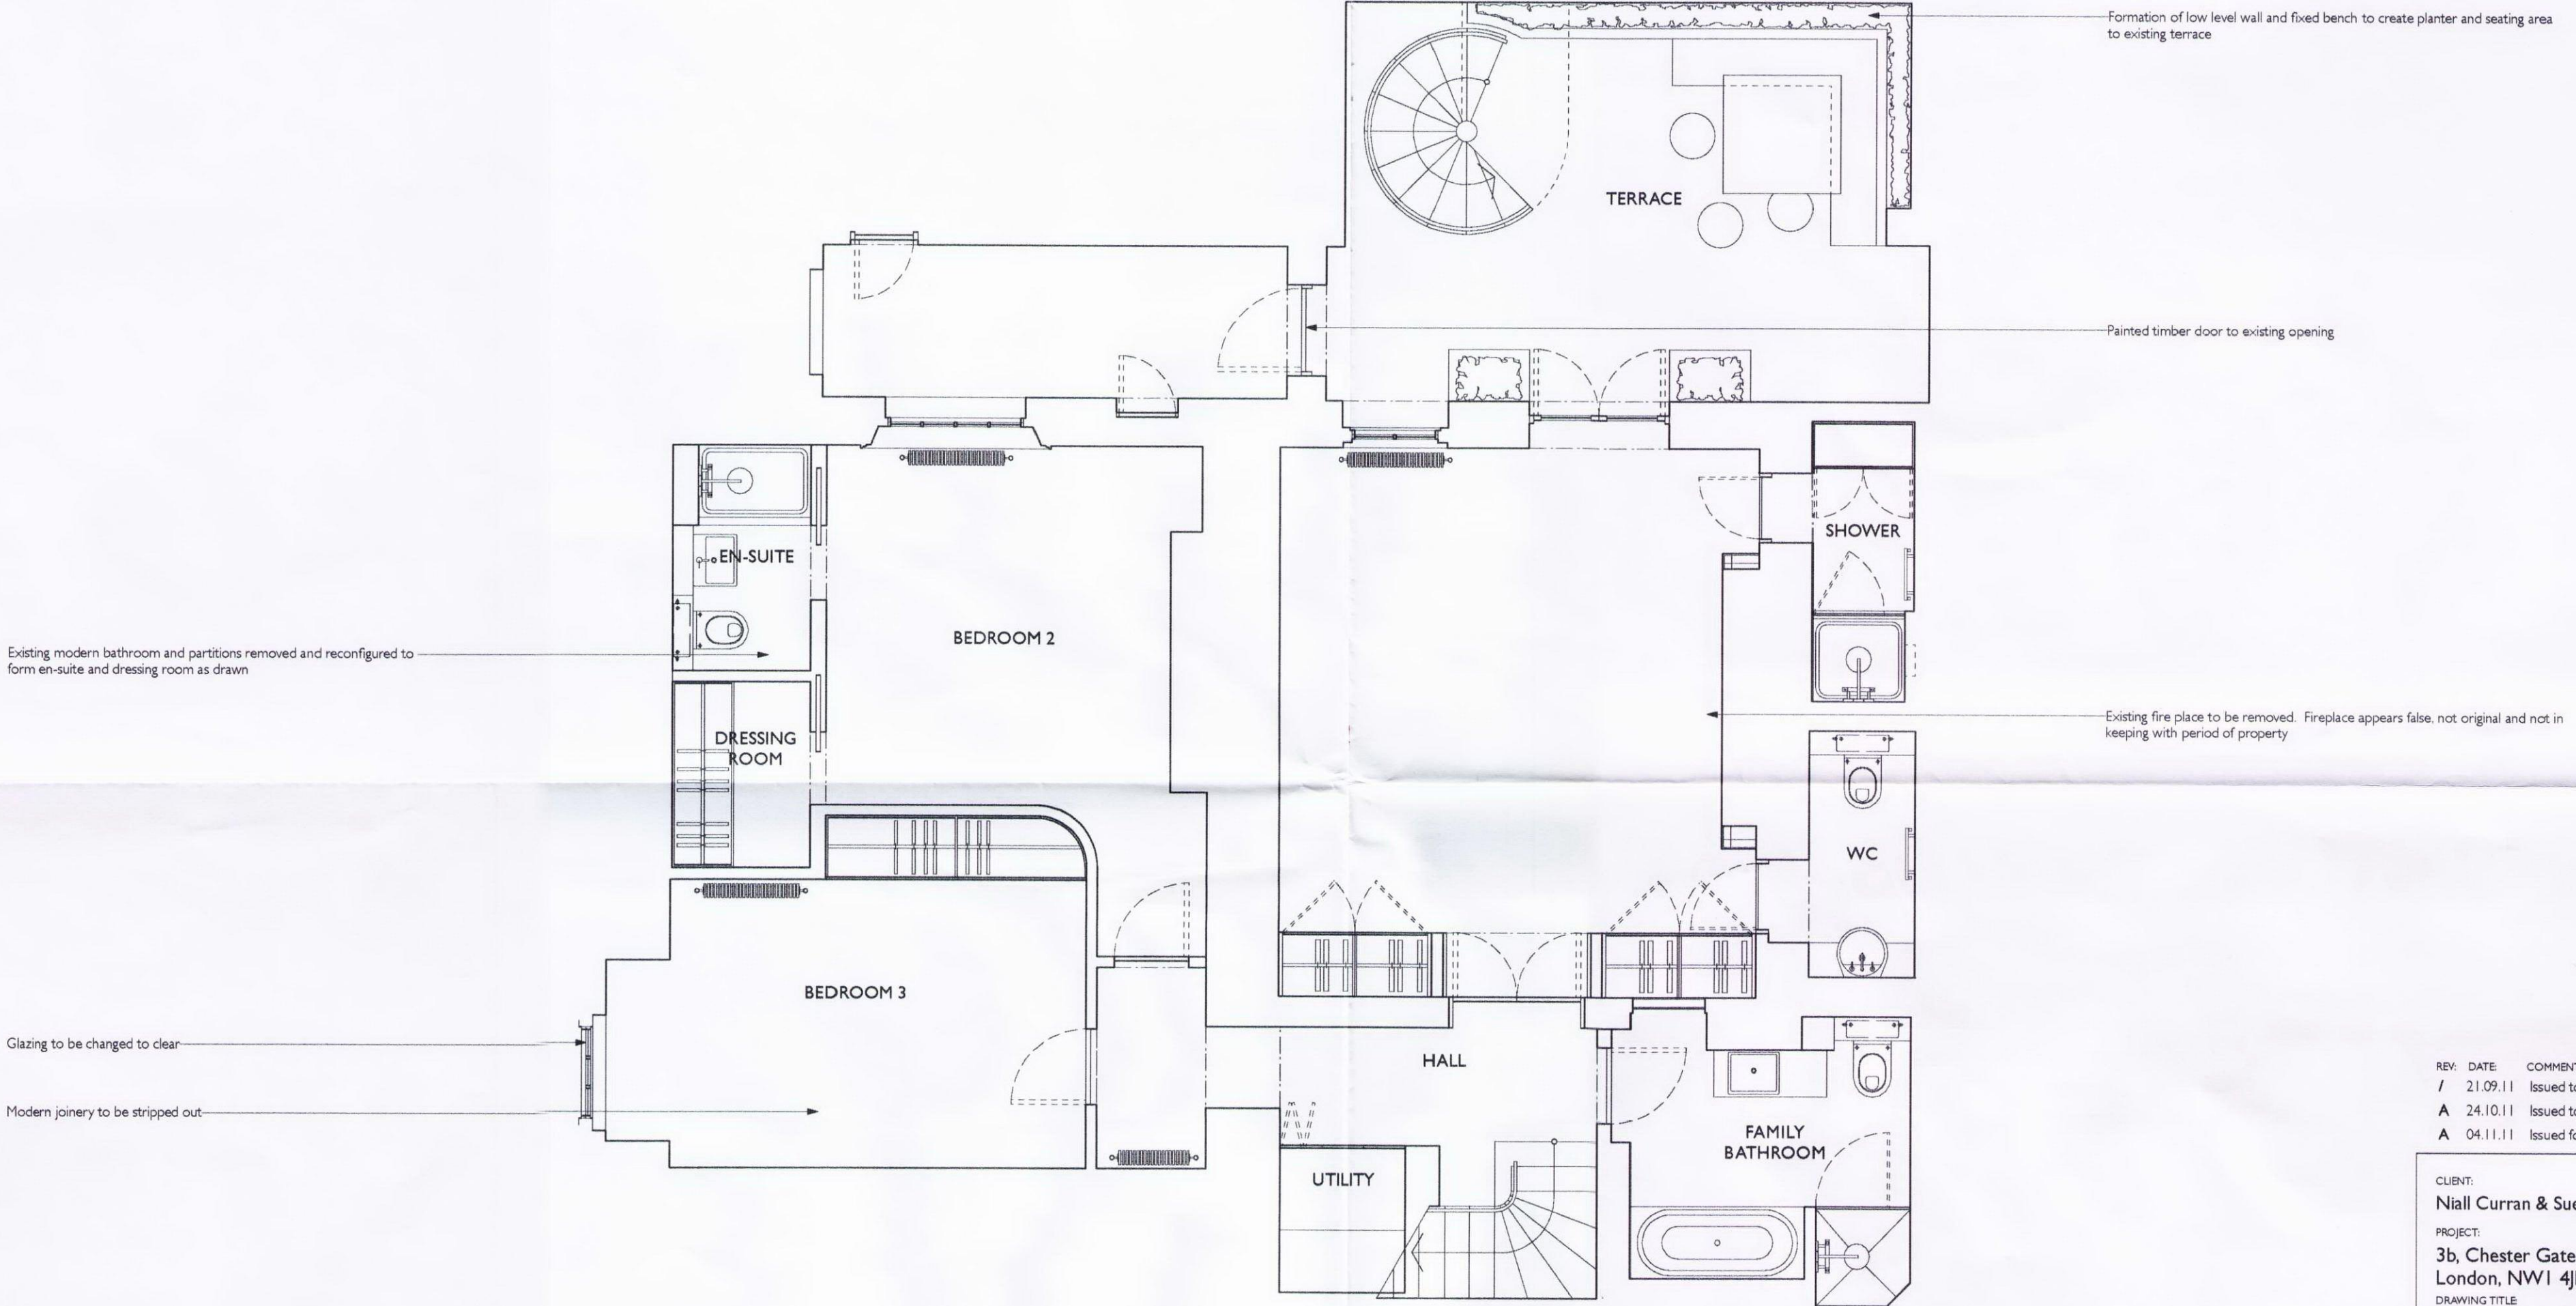 Formation of low level wall and fixed bench to create planter and seating area
to existing terrace
TERRACE
Painted timber door to existing opening
EN-SUITE
SHOWER
BEDROOM 2
Existing modern bathroom and partitions removed and reconfigured to
form en-suite and dressing room as drawn
DRESSING
ROOM
Existing fire place to be removed. Fireplace appears false, not original and not in
keeping with period of property
WC
BEDROOM 3
Glazing to be changed to clear
HALL
Modern joinery to be stripped out
FAMILY
BATHROOM
UTILITY
REV: DATE:
/ 21.09.11 Issued
A 24.10.11 Issued
A 04.11.11 Issued
CLIENT:
Niall Curran & Sue
PROJECT:
3b, Chester Gate
London, NW1
DRAWING TITLE